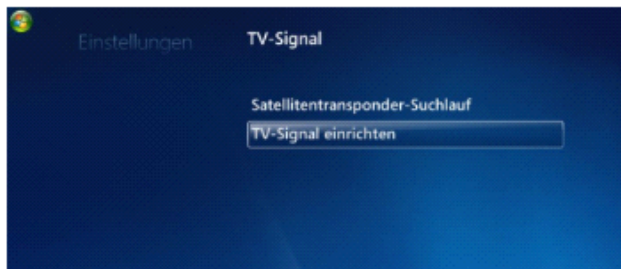 Einstellungen
TV-Signal
Satellitentransponder-Suchlauf
TV-Signal einrichten